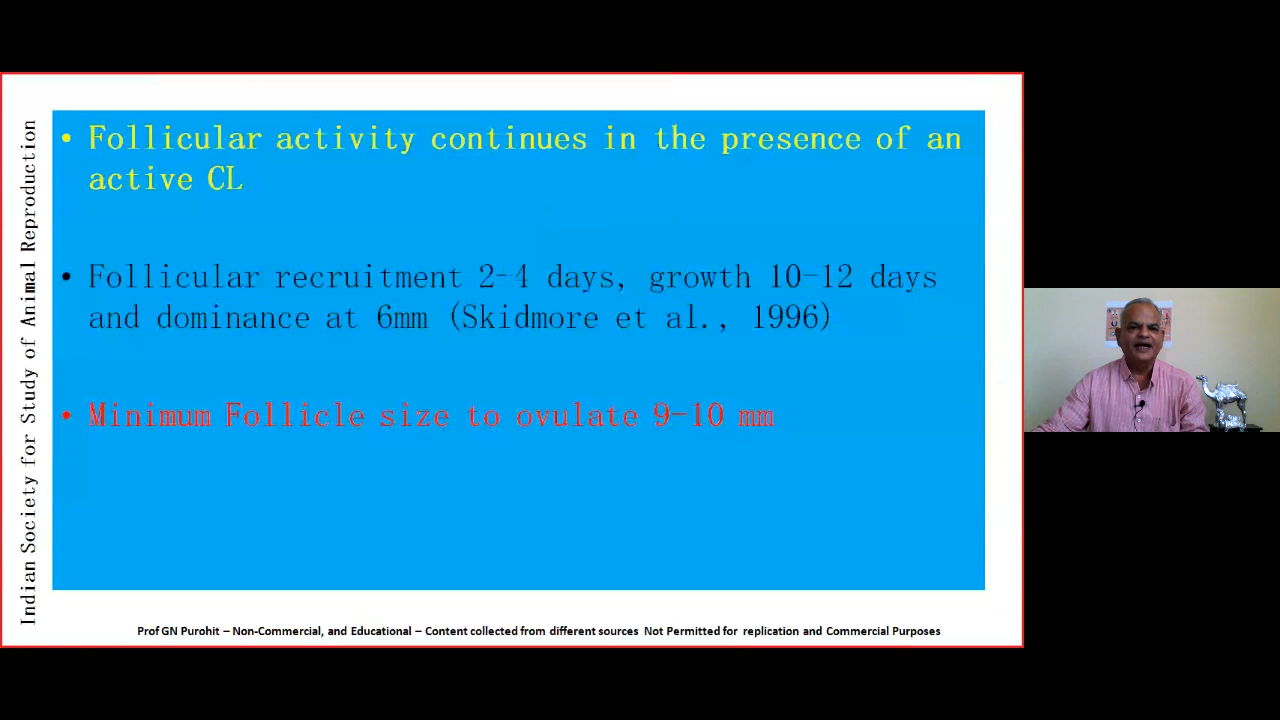 Indian Society for Study of Animal Reproduction
• Follicular activity continues in the presence of an
active CL
• Follicular recruitment 2-4 days, growth 10-12 days
and dominance at 6mm (Skidmore et al., 1996)
• Minimum Follicle size to ovulate 9-10 mm
Prof GN Purohit – Non-Commercial, and Educational – Content collected from different sources Not Permitted for replication and Commercial Purposes